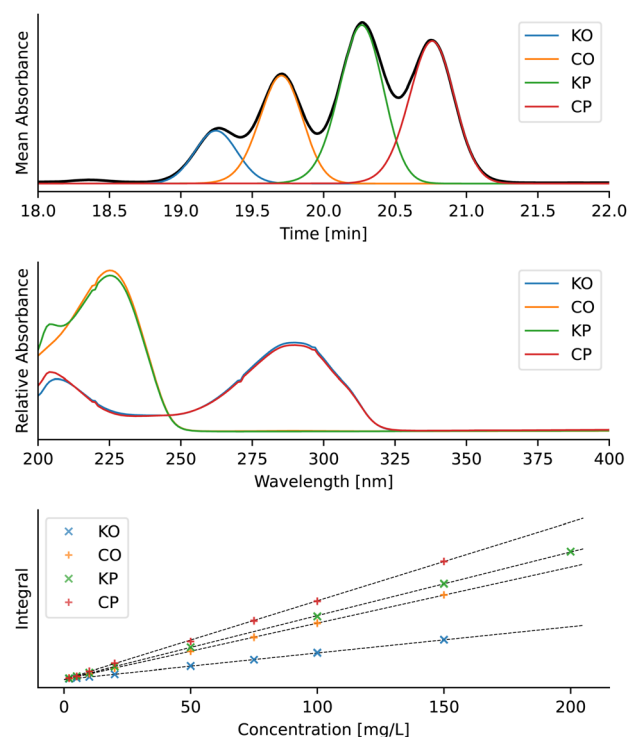 Mean Absorbance
KO
CO
KP
CP
18.0 18.5 19.0 19.5 20.0 20.5 21.0 21.5 22.0
Time [min]
Relative Absorbance
KO
CO
KP
CP
200 225 250 275 300 325 350 375 400
Wavelength [nm]
Integral
KO
CO
KP
CP
0 50 100 150 200
Concentration [mg/L]